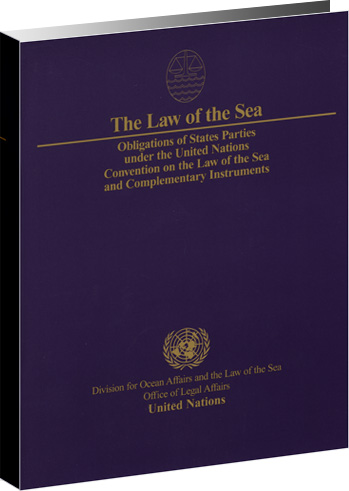 The Law of the Sea
Obligations of States Parties
under the United Nations
Convention on the Law of the Sea
and Complementary Instruments
Division for Ocean Affairs and the Law of the Sea
Office of Legal Affairs
United Nations